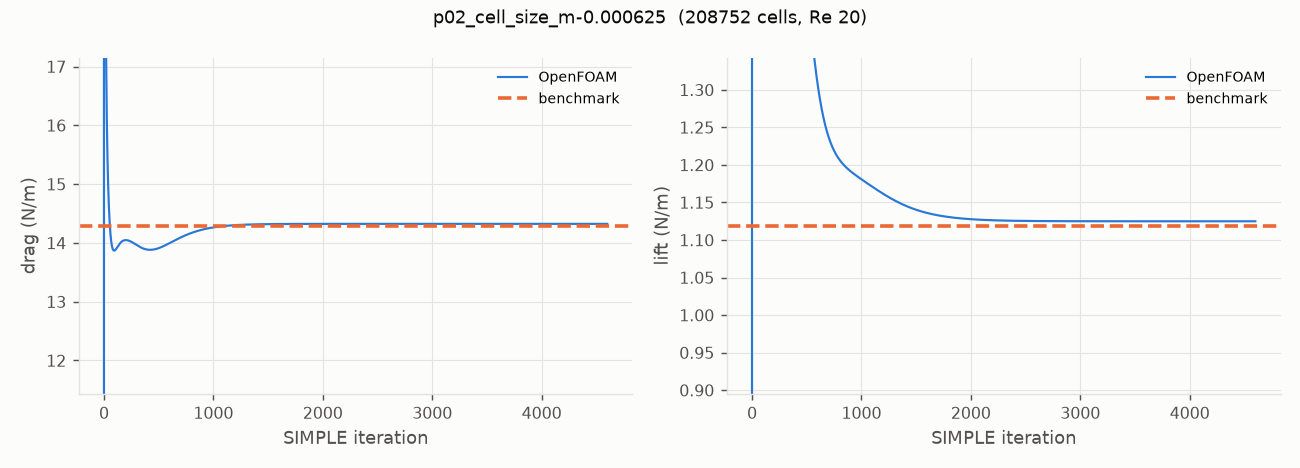 p02_cell_size_m-0.000625  (208752 cells, Re 20)
drag (N/m)
17
16
15
14
13
12
OpenFOAM
benchmark
0 1000 2000 3000 4000
SIMPLE iteration
lift (N/m)
1.30
1.25
1.20
1.15
1.10
1.05
1.00
0.95
0.90
OpenFOAM
benchmark
0 1000 2000 3000 4000
SIMPLE iteration